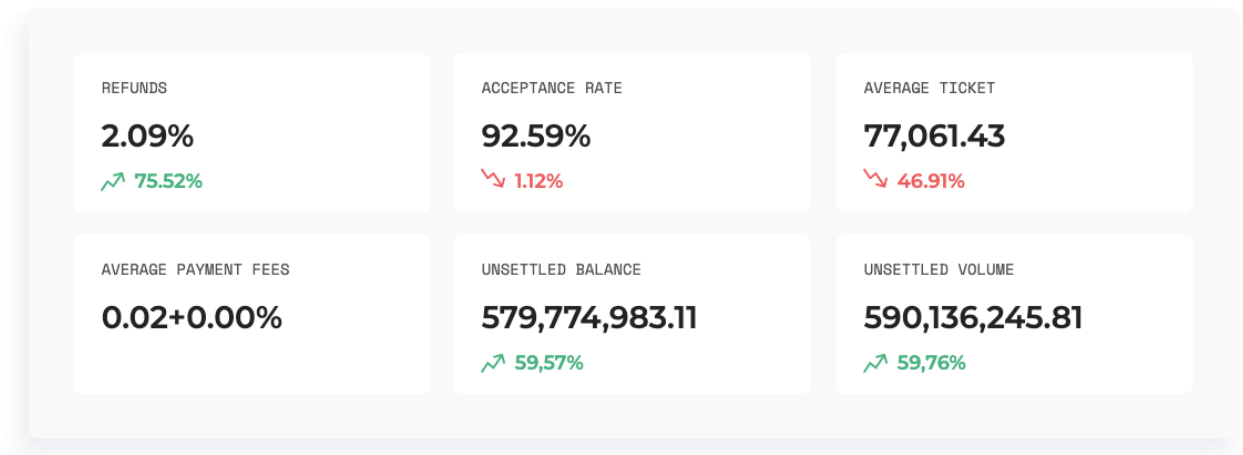 REFUNDS
2.09%
75.52%
ACCEPTANCE RATE
92.59%
1.12%
AVERAGE TICKET
77,061.43
46.91%
AVERAGE PAYMENT FEES
0.02+0.00%
UNSETTLED BALANCE
579,774,983.11
59,57%
UNSETTLED VOLUME
590,136,245.81
59,76%